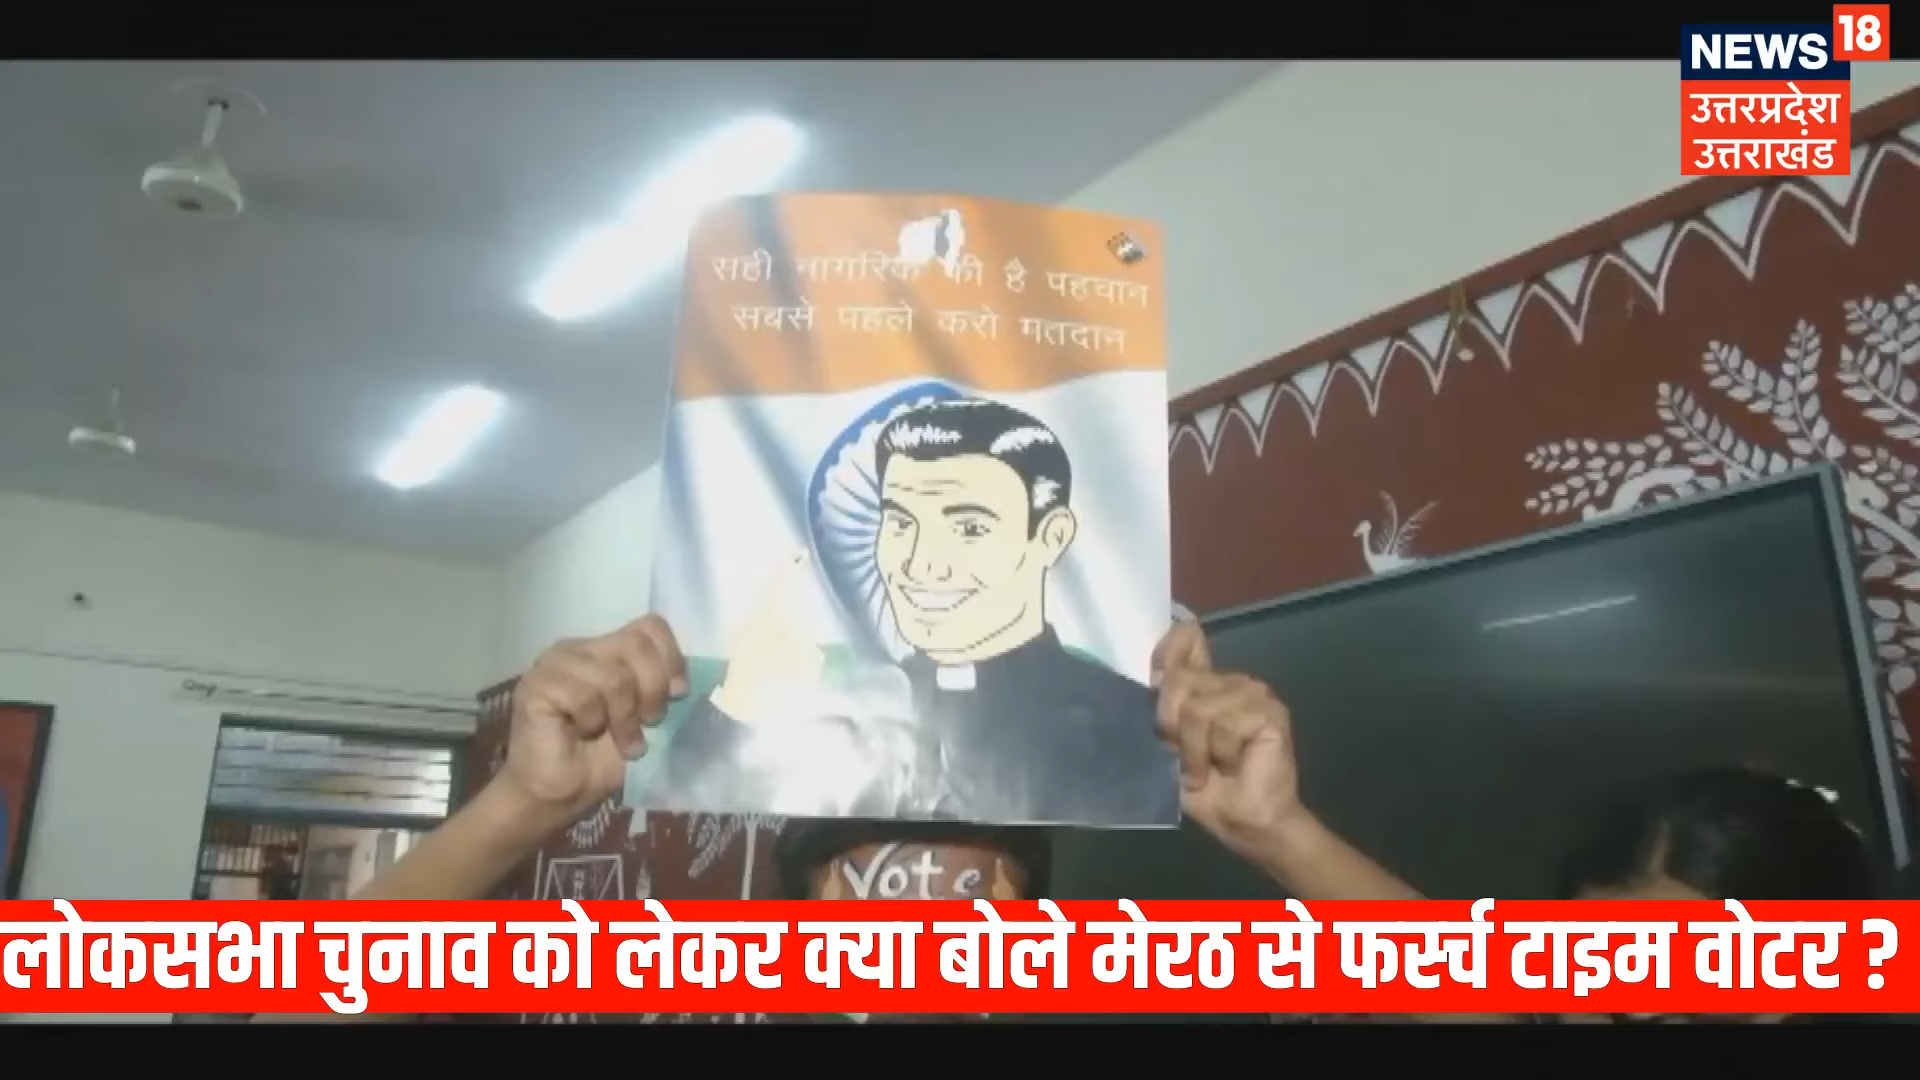 NEWS 18
उत्तरप्रदेश
उत्तराखंड
सही नागरिक की है पहचान
सबसे पहले करो मतदान
Vote
लोकसभा चुनाव को लेकर क्या बोले मेरठ से फर्स्ट टाइम वोटर ?